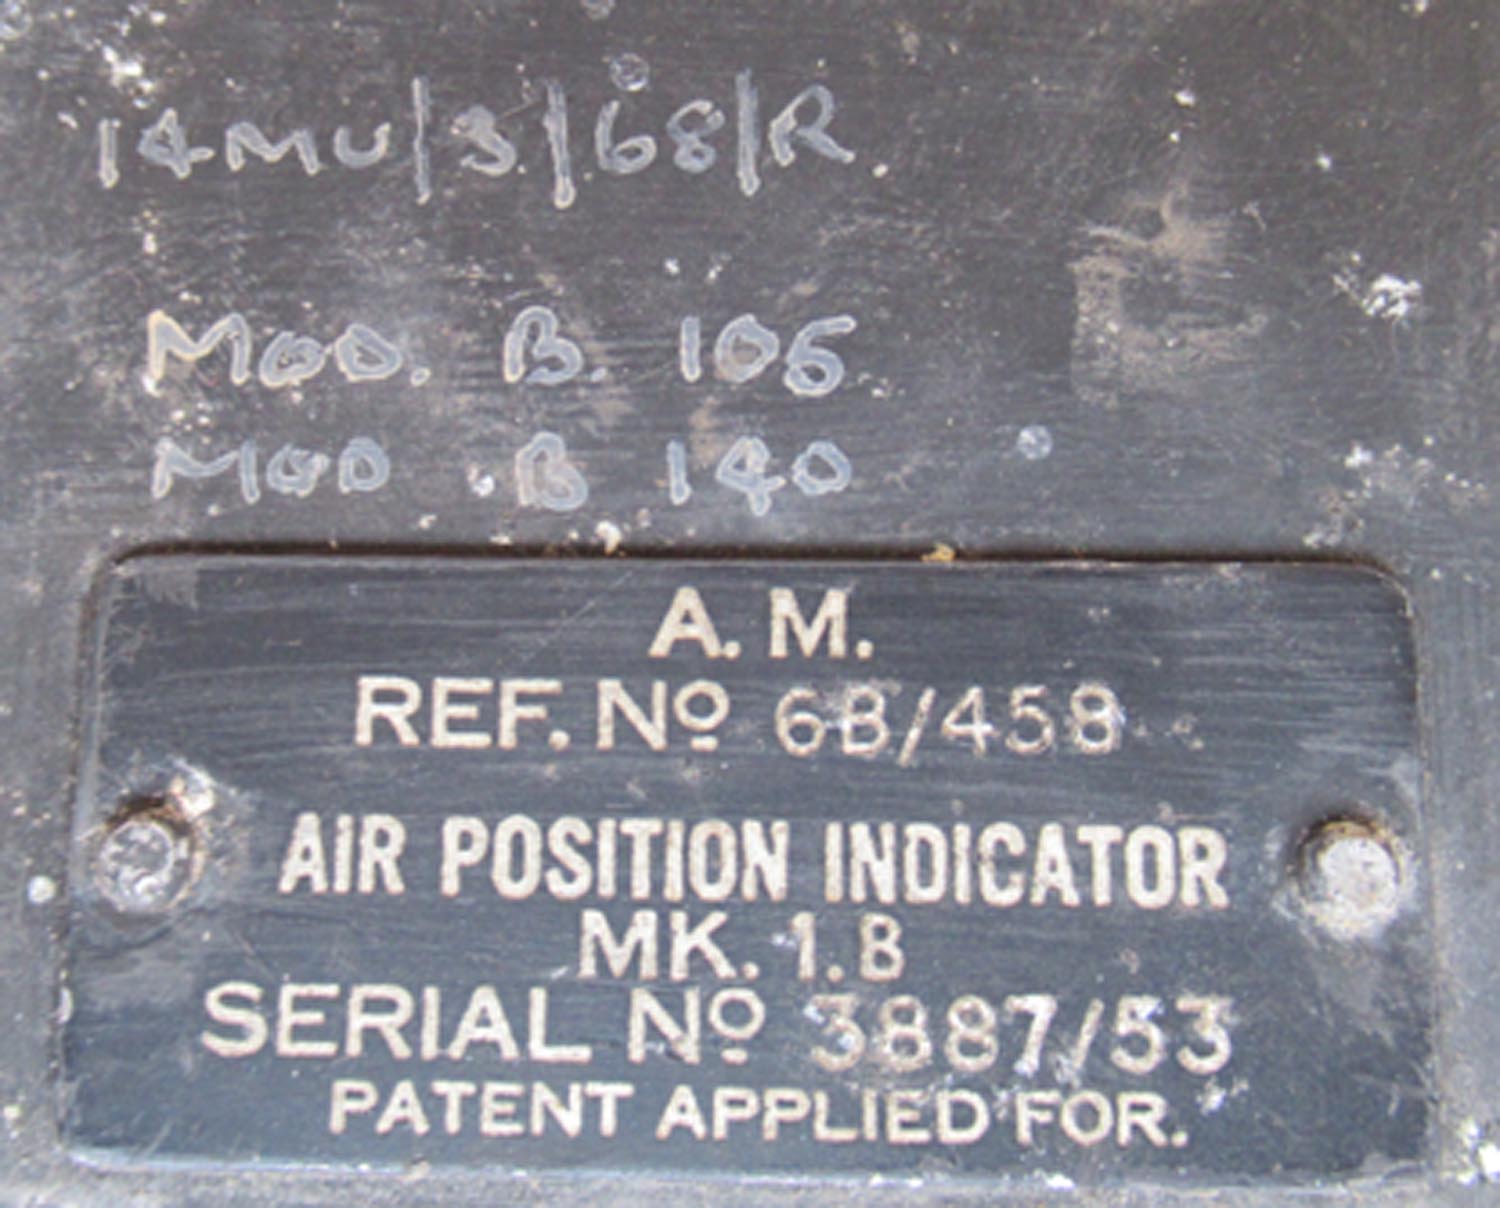 14MU/3/68/R.
MOD. B. 105
MOD B 140
A. M.
REF. Nº 6B/458
AIR POSITION INDICATOR
MK. 1.B
SERIAL Nº 3887/53
PATENT APPLIED FOR.